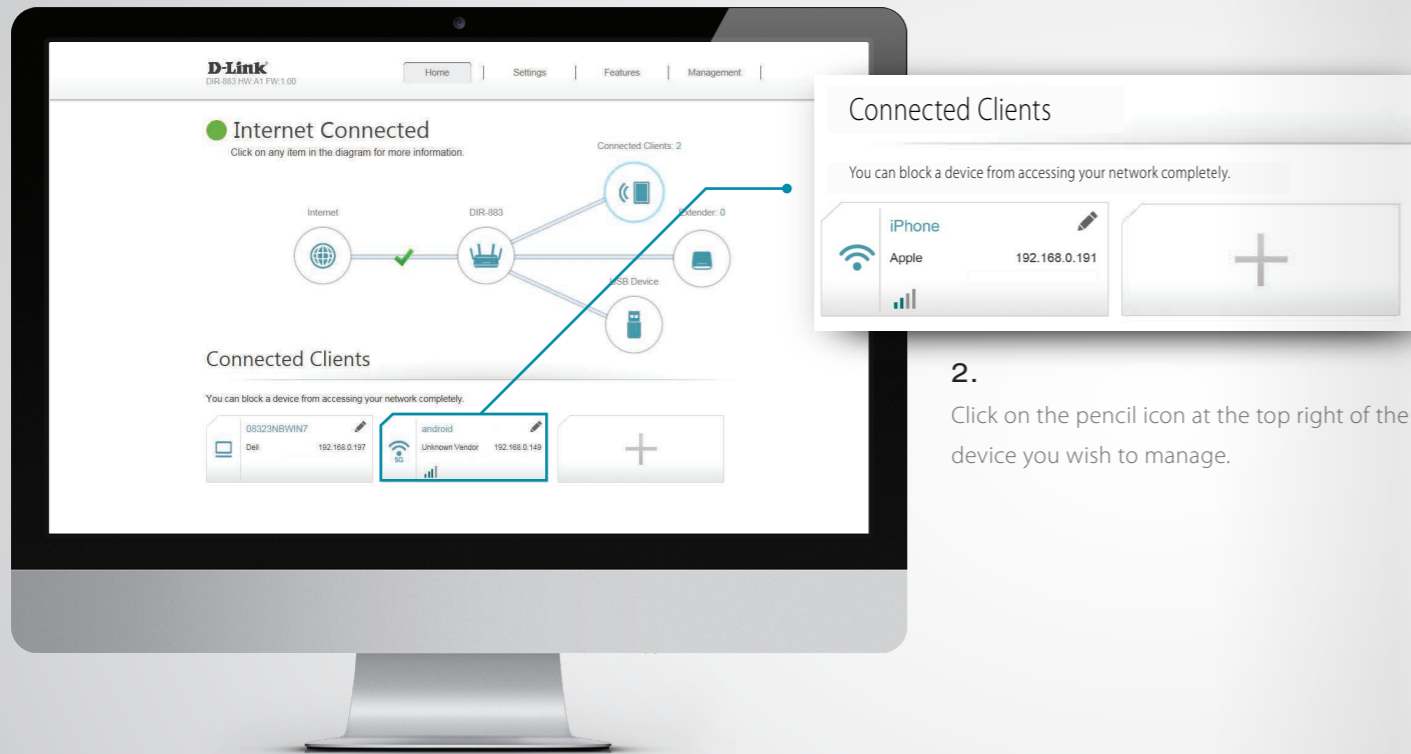 D-Link
DIR-883 HW:A1 FW:1.00
Home
Settings
Features
Management
Internet Connected
Click on any item in the diagram for more information.
Connected Clients: 2
Internet
DIR-883
Extender: 0
USB Device
Connected Clients
You can block a device from accessing your network completely.
08323NBWIN7
Dell 192.168.0.197
android
5G
Unknown Vendor 192.168.0.149
Connected Clients
You can block a device from accessing your network completely.
iPhone
Apple 192.168.0.191
2.
Click on the pencil icon at the top right of the
device you wish to manage.